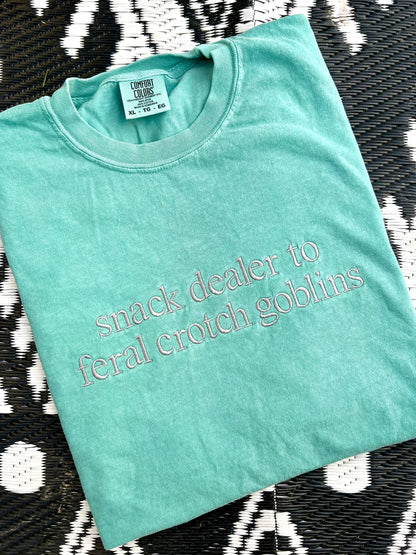 COMFORT
COLORS
XL - TG - EG
snack dealer to
feral crotch goblins